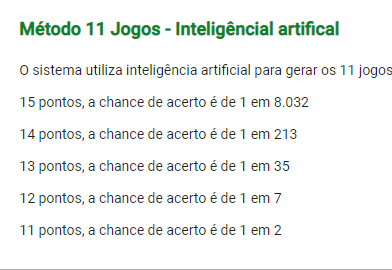 Método 11 Jogos - Inteligêncial artifical
O sistema utiliza inteligência artificial para gerar os 11 jogos
15 pontos, a chance de acerto é de 1 em 8.032
14 pontos, a chance de acerto é de 1 em 213
13 pontos, a chance de acerto é de 1 em 35
12 pontos, a chance de acerto é de 1 em 7
11 pontos, a chance de acerto é de 1 em 2